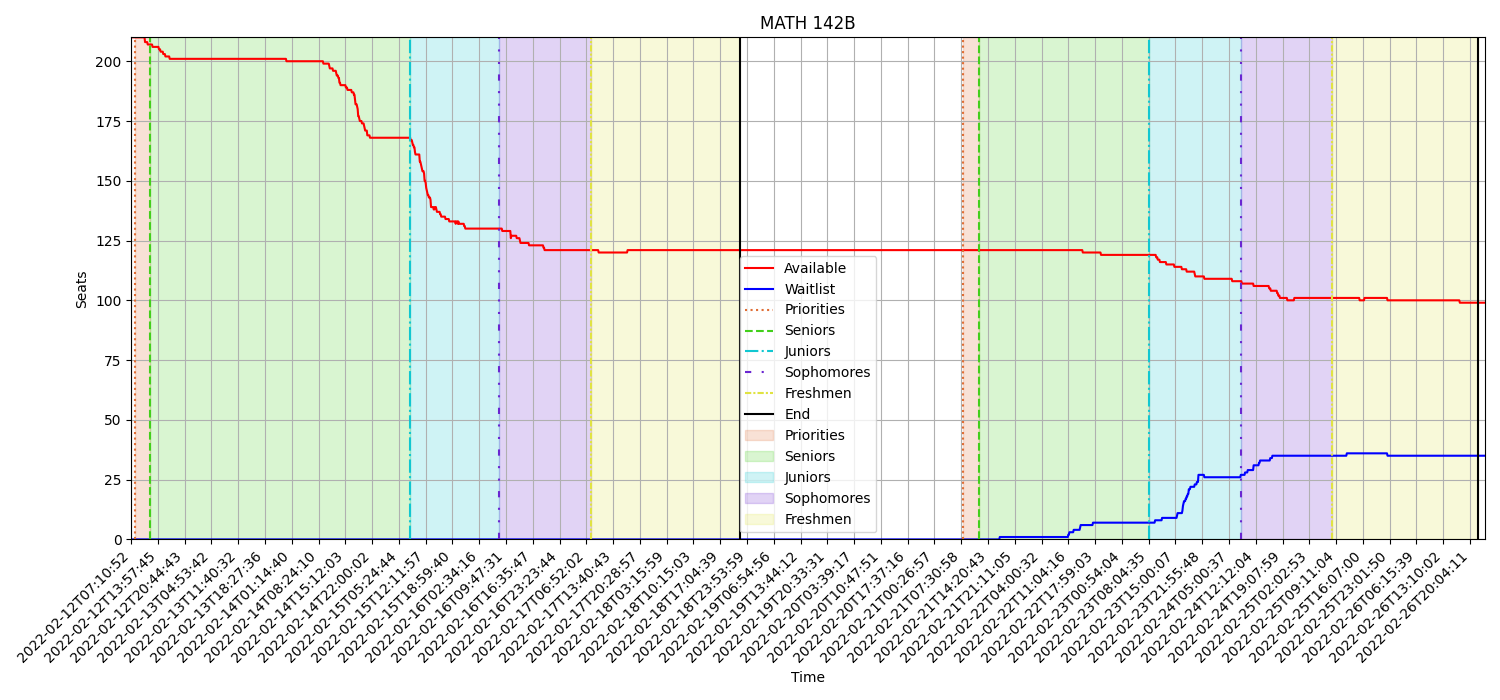 MATH 142B
Seats
200
175
150
125
100
75
50
25
0
Available
Waitlist
Priorities
Seniors
Juniors
Sophomores
Freshmen
End
Priorities
Seniors
Juniors
Sophomores
Freshmen
2022-02-12T07:10:52
2022-02-12T13:57:45
2022-02-12T20:44:43
2022-02-13T04:53:42
2022-02-13T11:40:32
2022-02-13T18:27:36
2022-02-14T01:14:40
2022-02-14T08:24:10
2022-02-14T15:12:03
2022-02-14T22:00:02
2022-02-15T05:24:44
2022-02-15T12:11:57
2022-02-15T18:59:40
2022-02-16T02:34:16
2022-02-16T09:47:31
2022-02-16T16:35:47
2022-02-16T23:23:44
2022-02-17T06:52:02
2022-02-17T13:40:43
2022-02-17T20:28:57
2022-02-18T03:15:59
2022-02-18T10:15:03
2022-02-18T17:04:39
2022-02-18T23:53:59
2022-02-19T06:54:56
2022-02-19T13:44:12
2022-02-19T20:33:31
2022-02-20T03:39:17
2022-02-20T10:47:51
2022-02-20T17:37:16
2022-02-21T00:26:57
2022-02-21T07:30:58
2022-02-21T14:20:43
2022-02-21T21:11:05
2022-02-22T04:00:32
2022-02-22T11:04:16
2022-02-22T17:59:03
2022-02-23T00:54:04
2022-02-23T08:04:35
2022-02-23T15:00:07
2022-02-23T21:55:48
2022-02-24T05:00:37
2022-02-24T12:12:04
2022-02-24T19:07:59
2022-02-25T02:02:53
2022-02-25T09:11:04
2022-02-25T16:07:00
2022-02-25T23:01:50
2022-02-26T06:15:39
2022-02-26T13:10:02
2022-02-26T20:04:11
Time